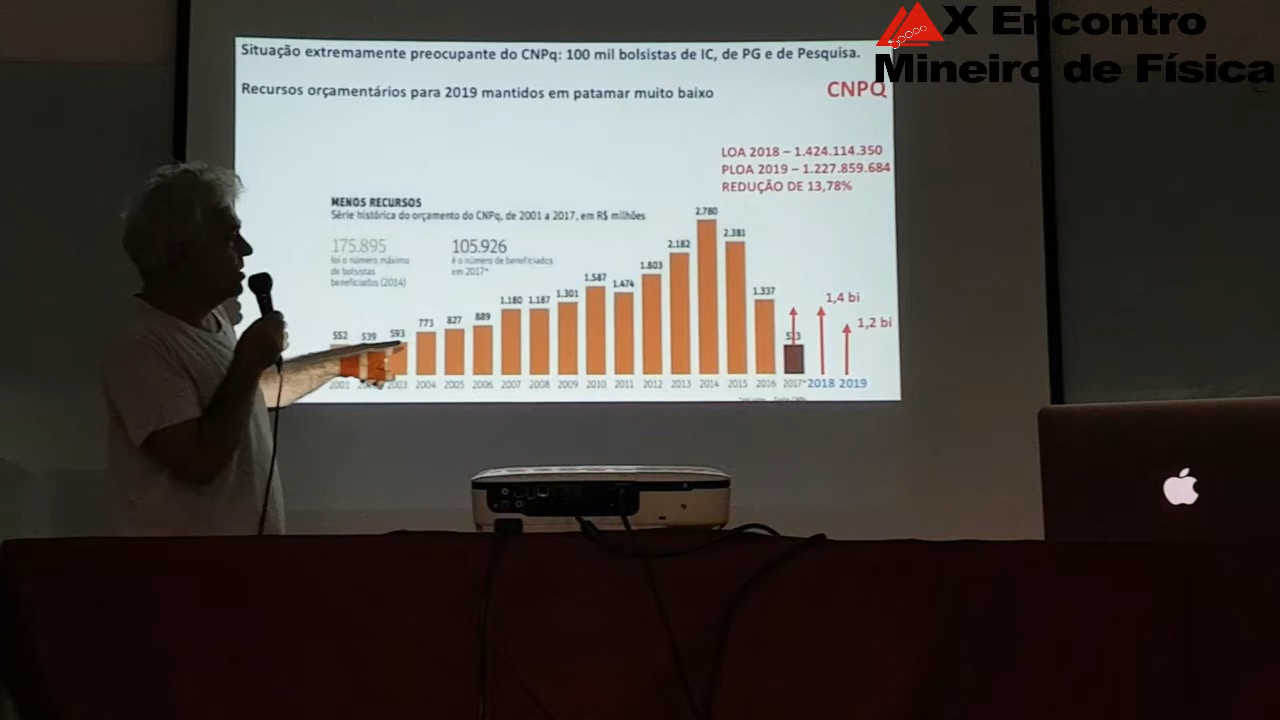 X Encontro
Mineiro de Física
Situação extremamente preocupante do CNPq: 100 mil bolsistas de IC, de PG e de Pesquisa.
Recursos orçamentários para 2019 mantidos em patamar muito baixo
CNPQ
LOA 2018 – 1.424.114.350
PLOA 2019 – 1.227.859.684
REDUÇÃO DE 13,78%
MENOS RECURSOS
Série histórica do orçamento do CNPq, de 2001 a 2017, em R$ milhões
175.895
foi o número máximo
de bolsistas
beneficiados (2014)
105.926
é o número de beneficiados
em 2017*
552 539 593 773 827 889 1.180 1.187 1.301 1.587 1.474 1.803 2.182 2.780 2.381 1.337
1,4 bi
1,2 bi
2001 2003 2004 2005 2006 2007 2008 2009 2010 2011 2012 2013 2014 2015 2016 2017* 2018 2019